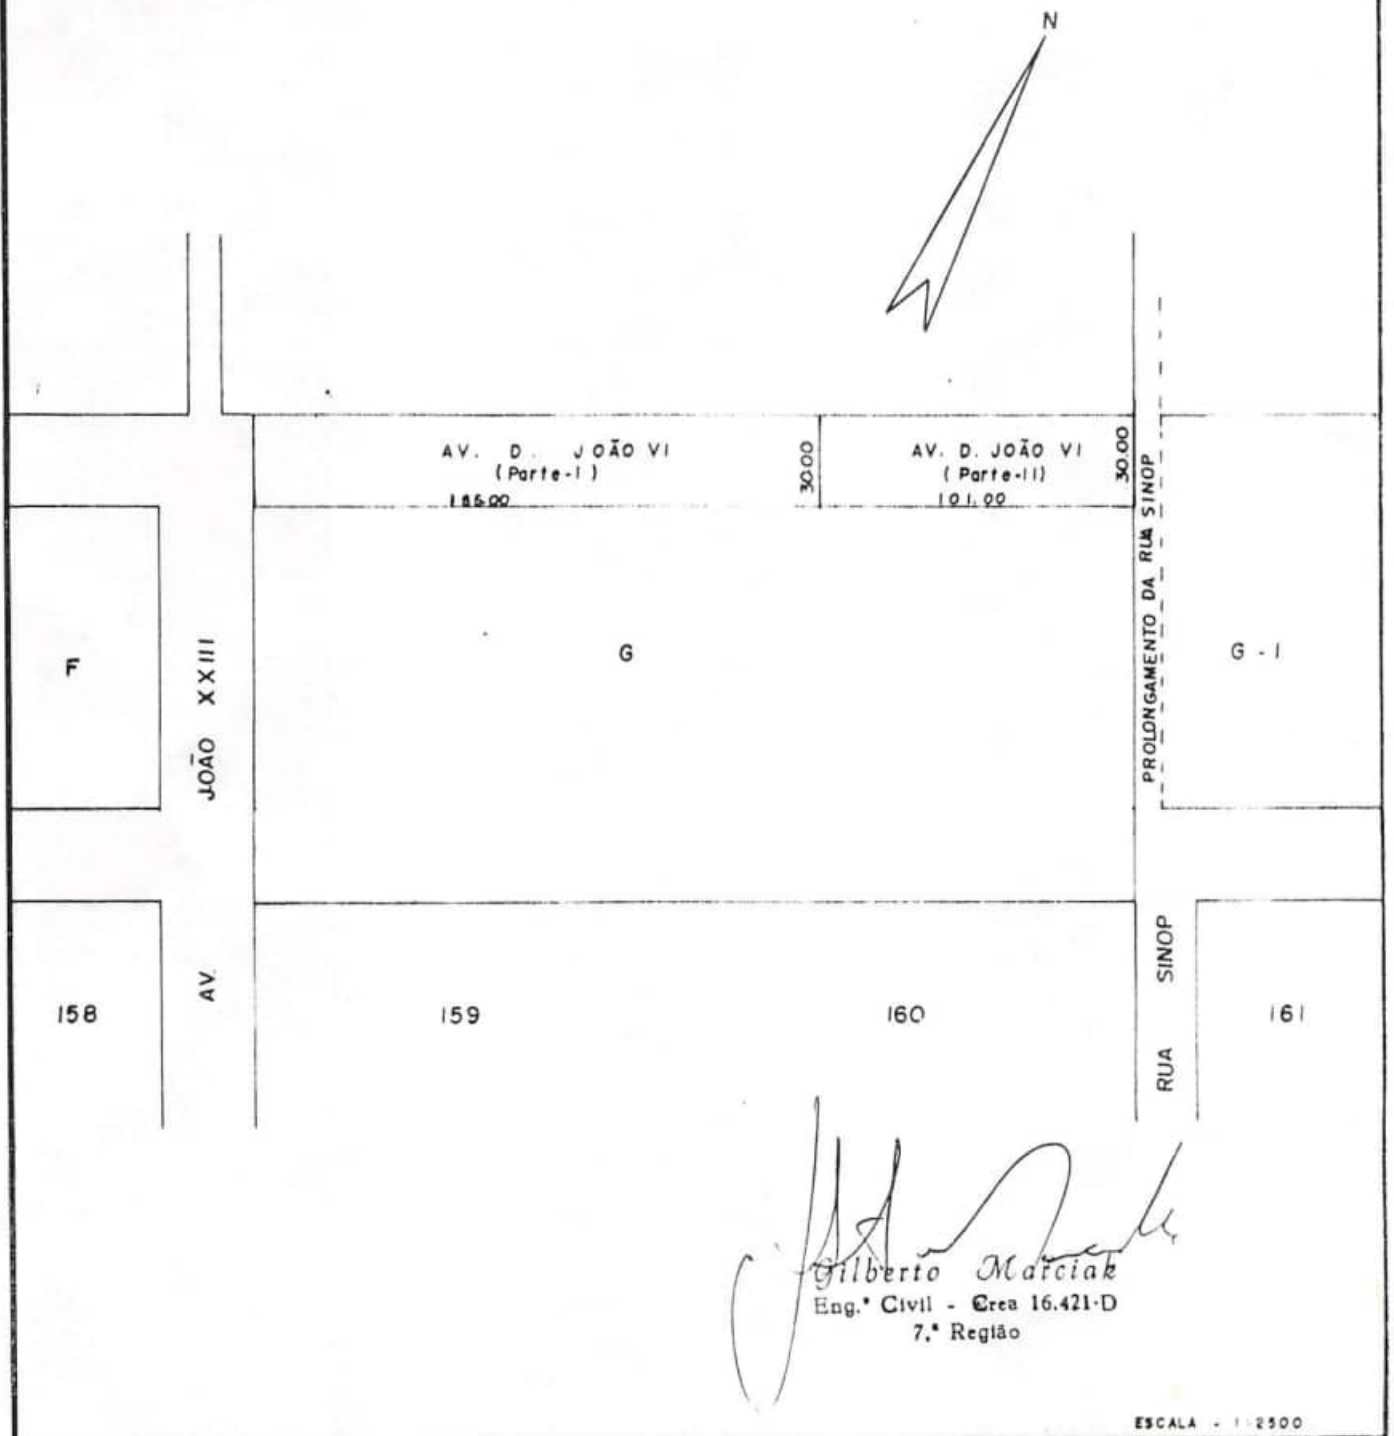 N
AV. D. JOÃO VI
(Parte-I)
30.00
AV. D. JOÃO VI
(Parte-II)
101.00
30.00
PROLONGAMENTO DA RUA SINOP
F
AV. JOÃO XXIII
G
G-I
158
159
160
RUA SINOP
161
Gilberto Marciak
Eng.º Civil - Crea 16.421-D
7.ª Região
ESCALA - 1:2500